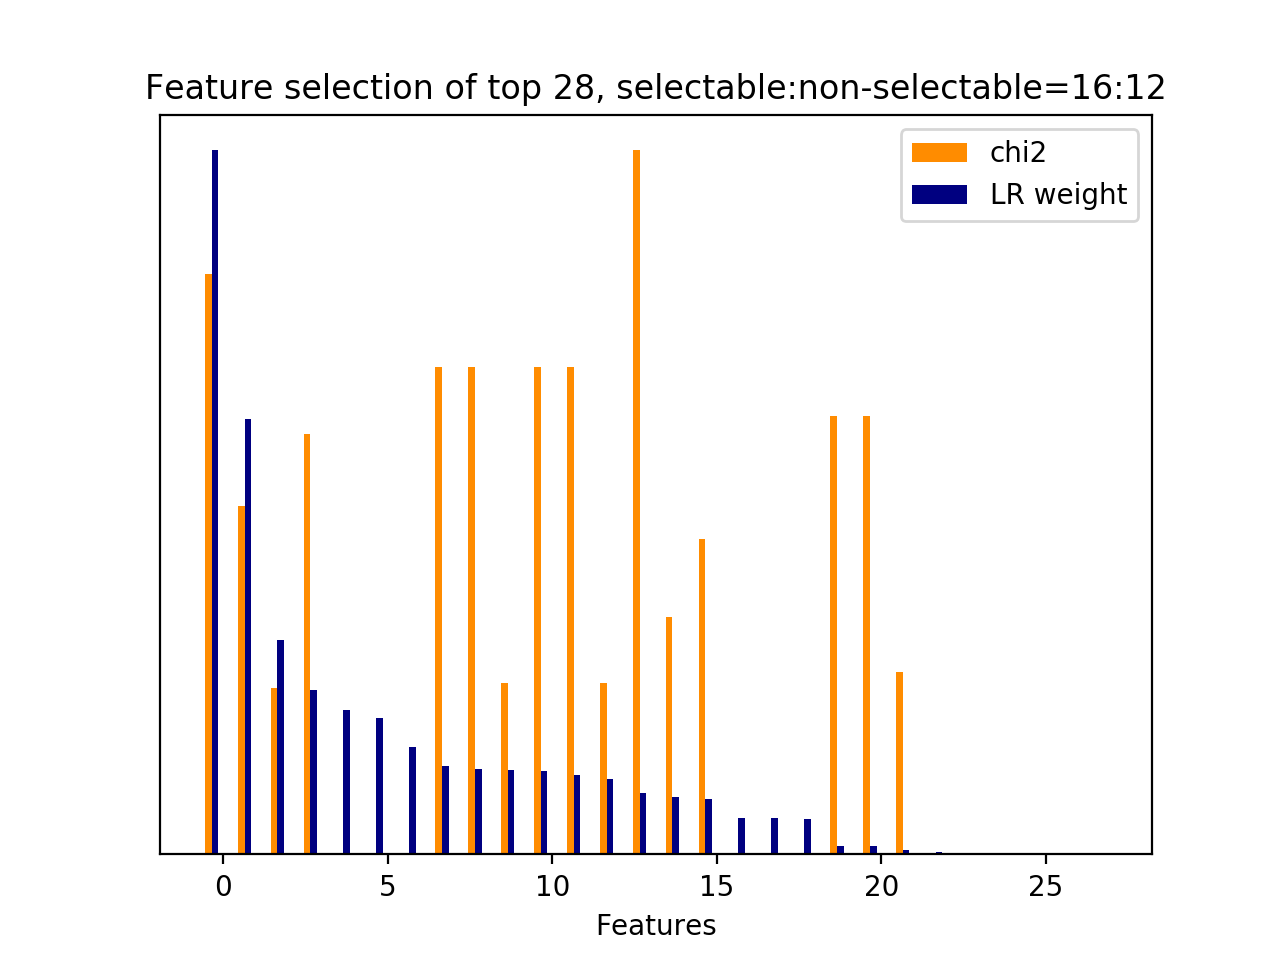 Feature selection of top 28, selectable:non-selectable=16:12
chi2
LR weight
0 5 10 15 20 25
Features